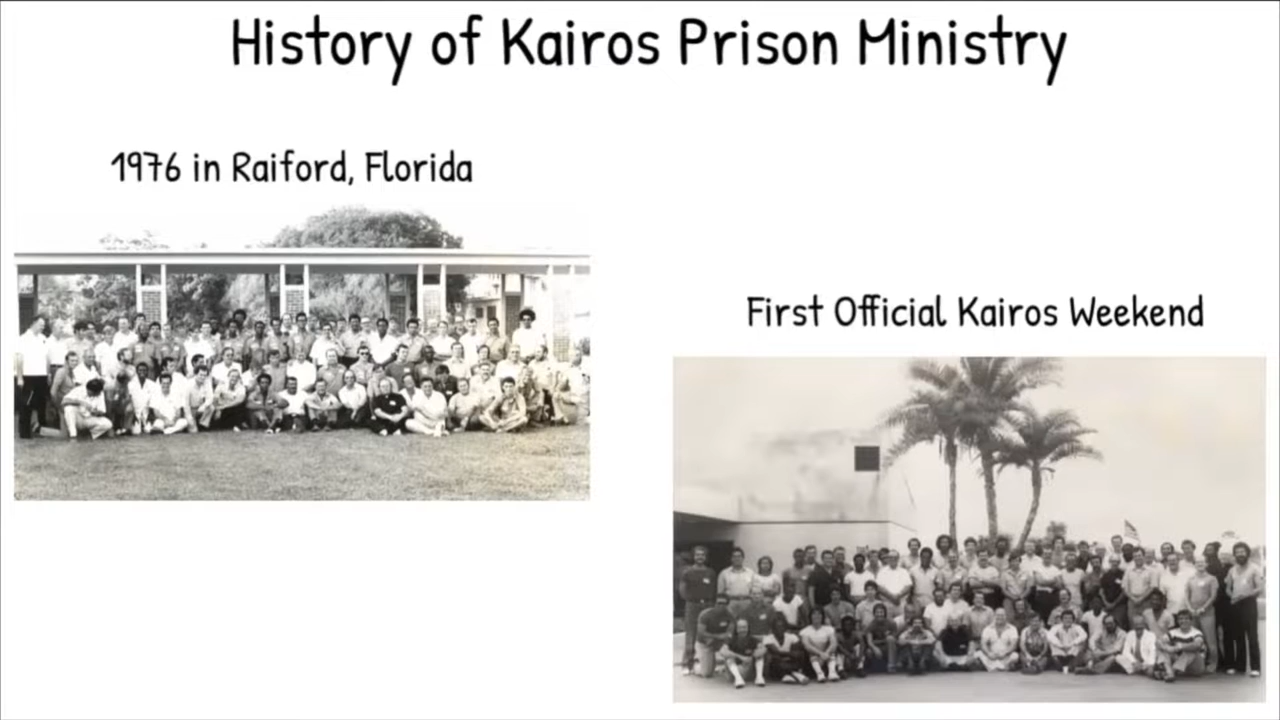 History of Kairos Prison Ministry
1976 in Raiford, Florida
First Official Kairos Weekend